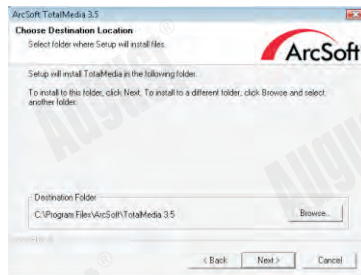 ArcSoft TotalMedia 3.5
Choose Destination Location
Select folder where Setup will install files.
ArcSoft
Setup will install TotalMedia in the following folder.
To install to this folder, click Next. To install to a different folder, click Browse and select
another folder.
Destination Folder
C:\Program Files\ArcSoft\TotalMedia 3.5
Browse...
< Back
Next >
Cancel
August